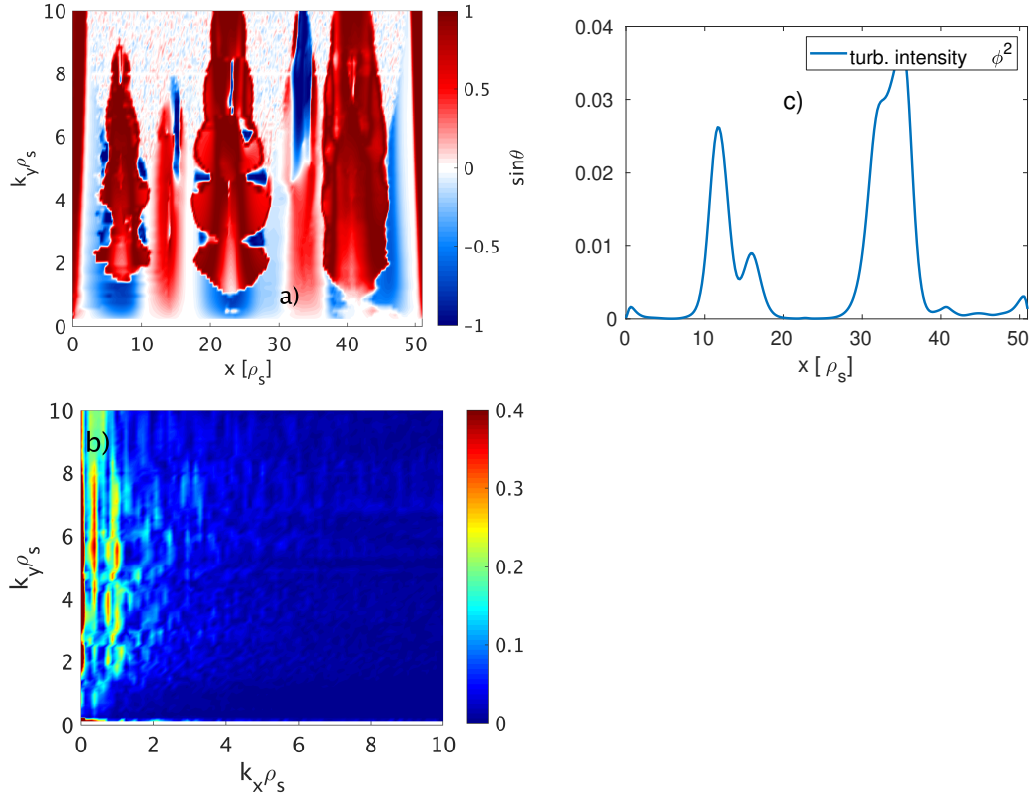 10
8
6
4
2
0
k_yρ_s
0 10 20 30 40 50
x [ρ_s]
a)
1
0.5
0
-0.5
-1
sinθ
0.04
0.03
0.02
0.01
0
turb. intensity ϕ^2
c)
0 10 20 30 40 50
x [ ρ_s]
10
8
6
4
2
0
k_yρ_s
b)
0 2 4 6 8 10
k_xρ_s
0.4
0.3
0.2
0.1
0